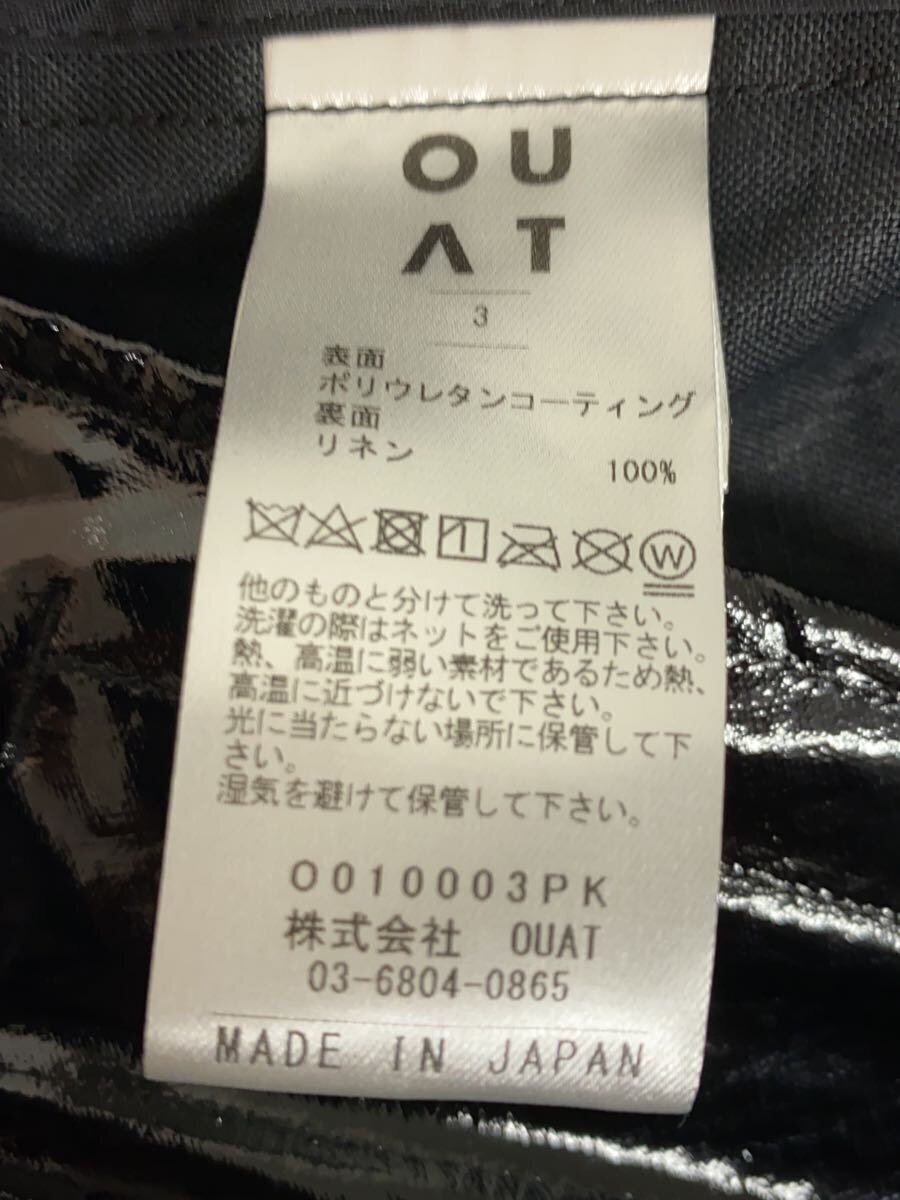 OU
ΛT
3
表面
ポリウレタンコーティング
裏面
リネン 100%
W
他のものと分けて洗って下さい。
洗濯の際はネットをご使用下さい。
熱、高温に弱い素材であるため熱、
高温に近づけないで下さい。
光に当たらない場所に保管して下
さい。
湿気を避けて保管して下さい。
O010003PK
株式会社 OUAT
03-6804-0865
MADE IN JAPAN